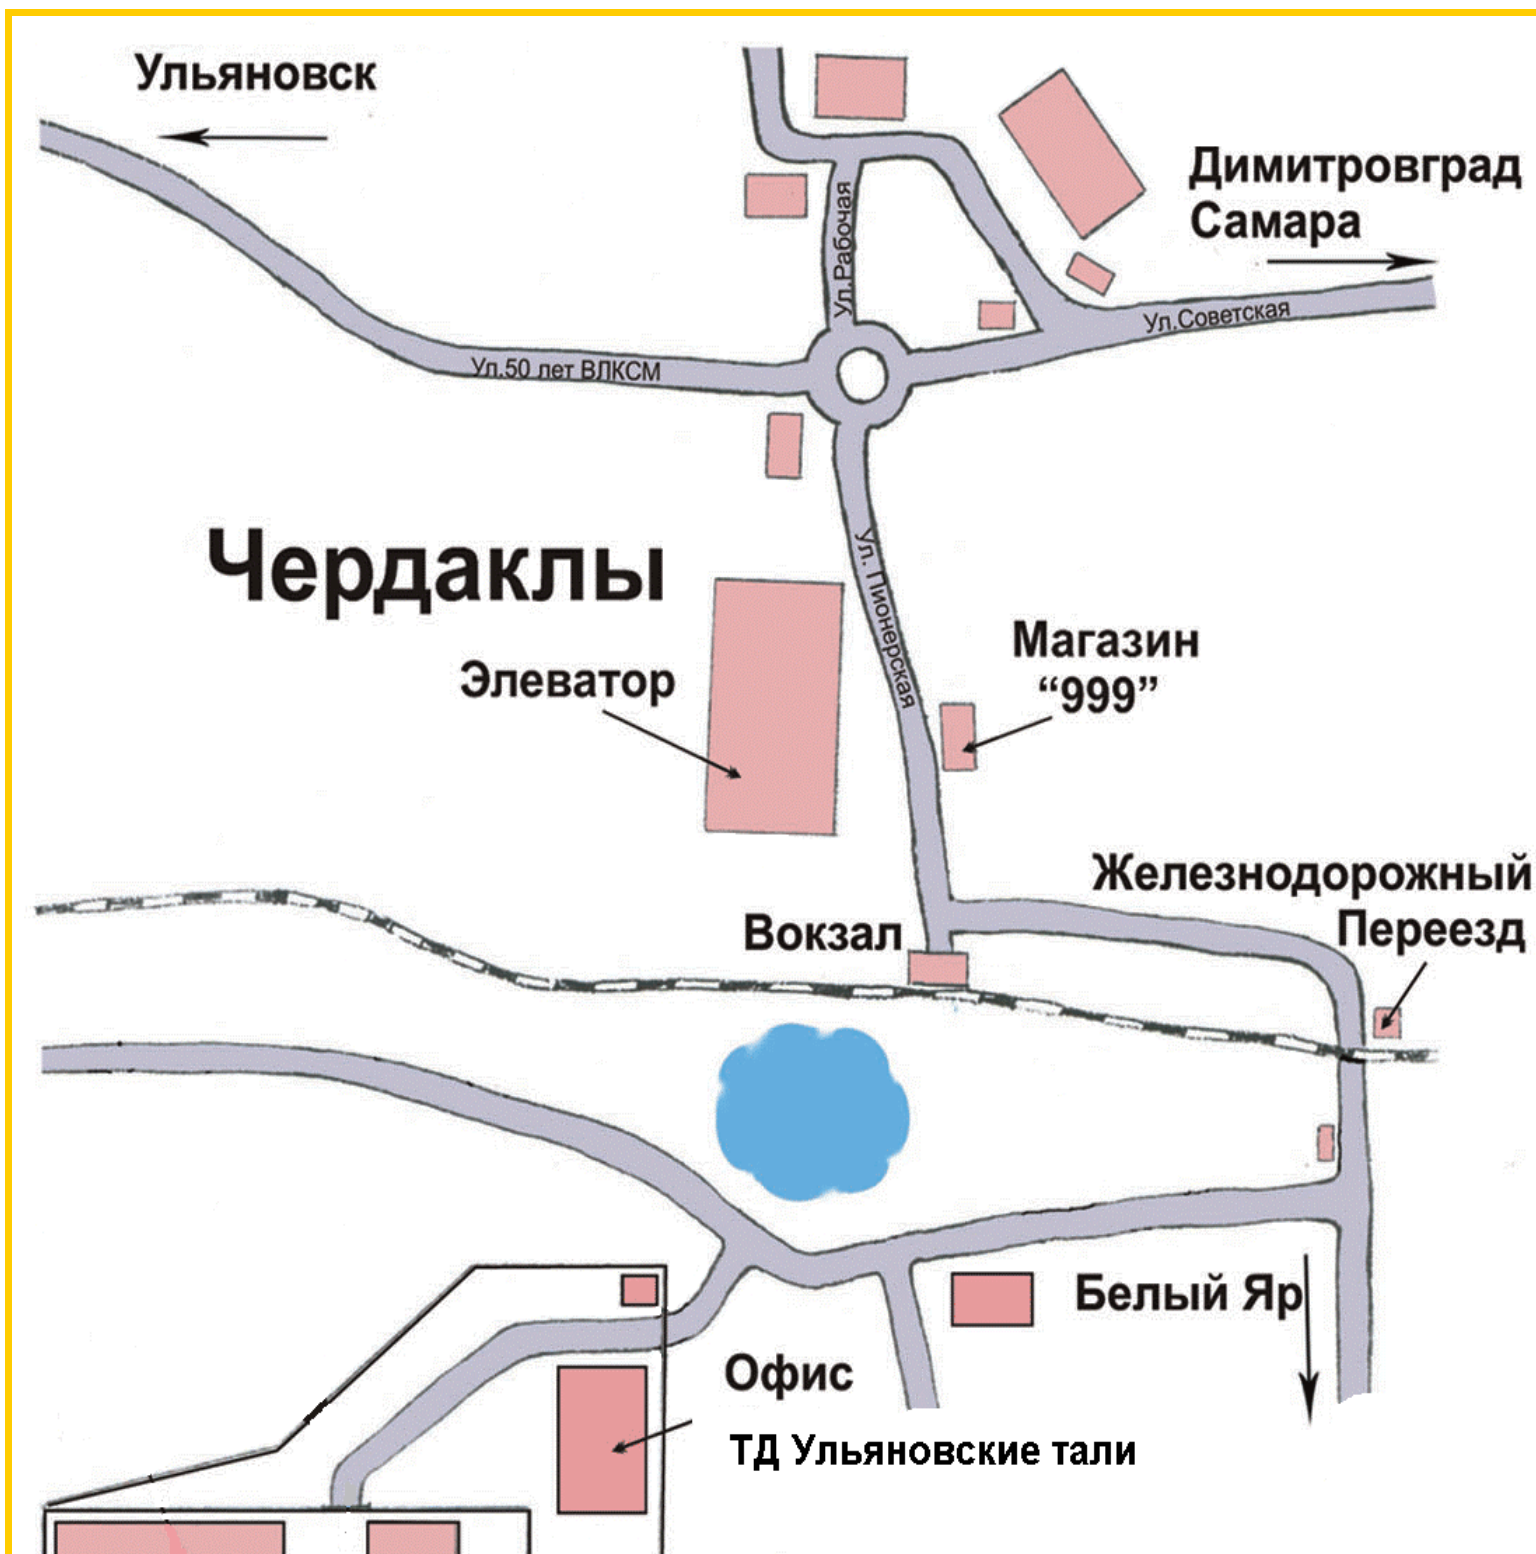 Ульяновск
Димитровград
Самара
Ул.Рабочая
Ул.Советская
Ул.50 лет ВЛКСМ
Чердаклы
Ул. Пионерская
Магазин
“999”
Элеватор
Железнодорожный
Переезд
Вокзал
Белый Яр
Офис
ТД Ульяновские тали